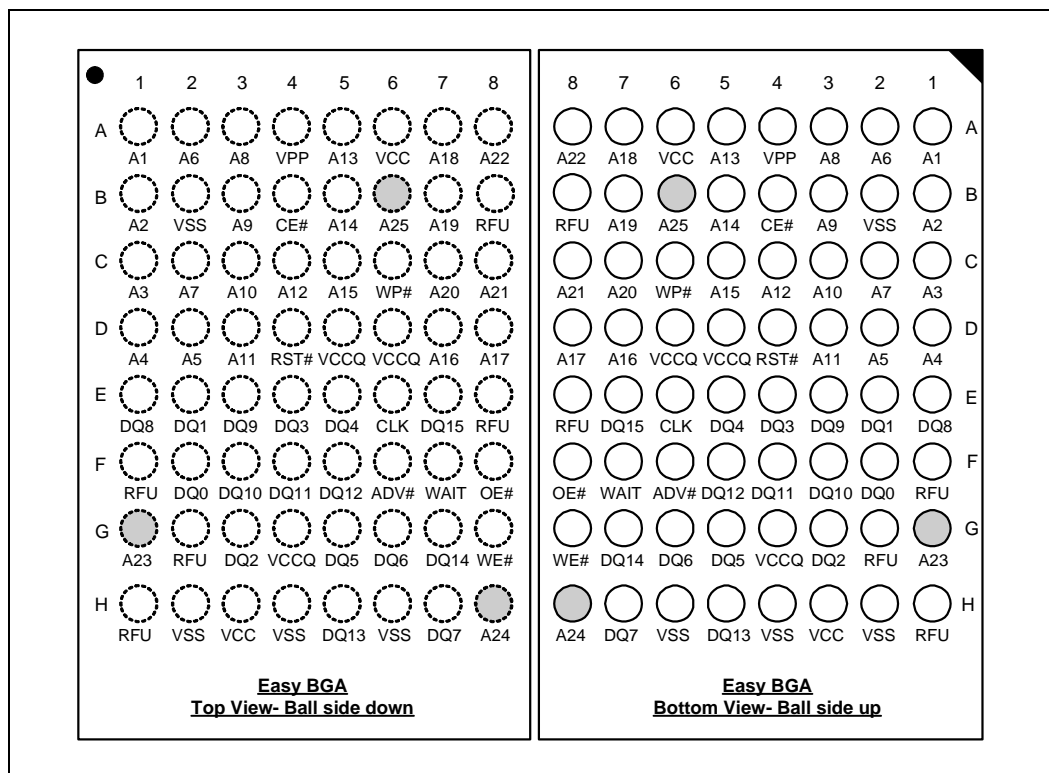 1 2 3 4 5 6 7 8
A
A1 A6 A8 VPP A13 VCC A18 A22
B
A2 VSS A9 CE# A14 A25 A19 RFU
C
A3 A7 A10 A12 A15 WP# A20 A21
D
A4 A5 A11 RST# VCCQ VCCQ A16 A17
E
DQ8 DQ1 DQ9 DQ3 DQ4 CLK DQ15 RFU
F
RFU DQ0 DQ10 DQ11 DQ12 ADV# WAIT OE#
G
A23 RFU DQ2 VCCQ DQ5 DQ6 DQ14 WE#
H
RFU VSS VCC VSS DQ13 VSS DQ7 A24
Easy BGA
Top View- Ball side down
8 7 6 5 4 3 2 1
A
A22 A18 VCC A13 VPP A8 A6 A1
B
RFU A19 A25 A14 CE# A9 VSS A2
C
A21 A20 WP# A15 A12 A10 A7 A3
D
A17 A16 VCCQ VCCQ RST# A11 A5 A4
E
RFU DQ15 CLK DQ4 DQ3 DQ9 DQ1 DQ8
F
OE# WAIT ADV# DQ12 DQ11 DQ10 DQ0 RFU
G
WE# DQ14 DQ6 DQ5 VCCQ DQ2 RFU A23
H
A24 DQ7 VSS DQ13 VSS VCC VSS RFU
Easy BGA
Bottom View- Ball side up